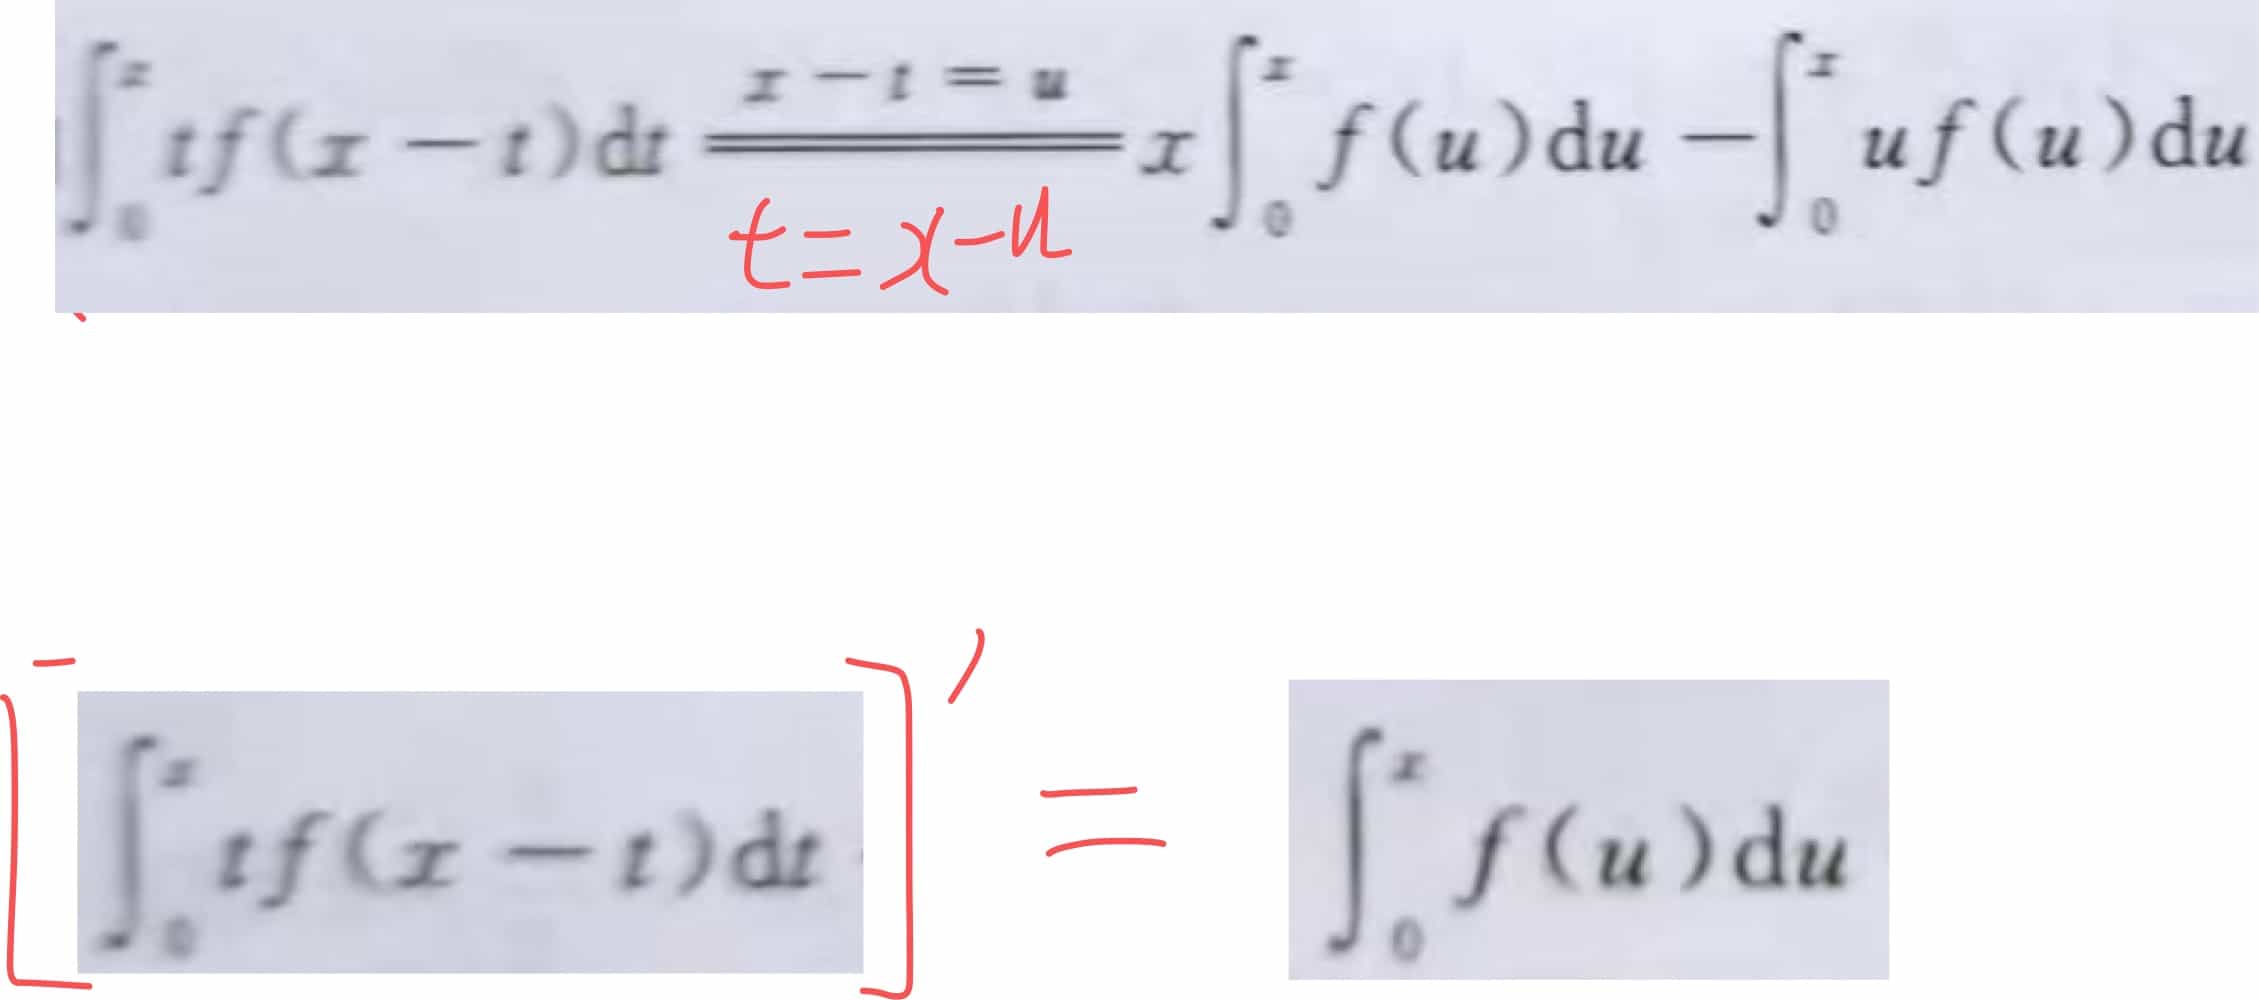 ∫₀ˣ tf(x − t)dt x − t = u x∫₀ˣ f(u)du − ∫₀ˣ uf(u)du
t = x − u
[∫₀ˣ tf(x − t)dt]′ = ∫₀ˣ f(u)du